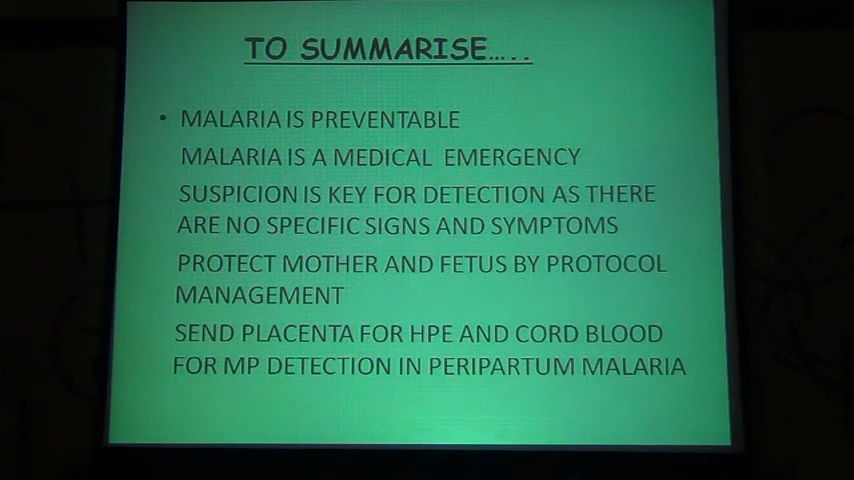 TO SUMMARISE.....
• MALARIA IS PREVENTABLE
MALARIA IS A MEDICAL EMERGENCY
SUSPICION IS KEY FOR DETECTION AS THERE
ARE NO SPECIFIC SIGNS AND SYMPTOMS
PROTECT MOTHER AND FETUS BY PROTOCOL
MANAGEMENT
SEND PLACENTA FOR HPE AND CORD BLOOD
FOR MP DETECTION IN PERIPARTUM MALARIA